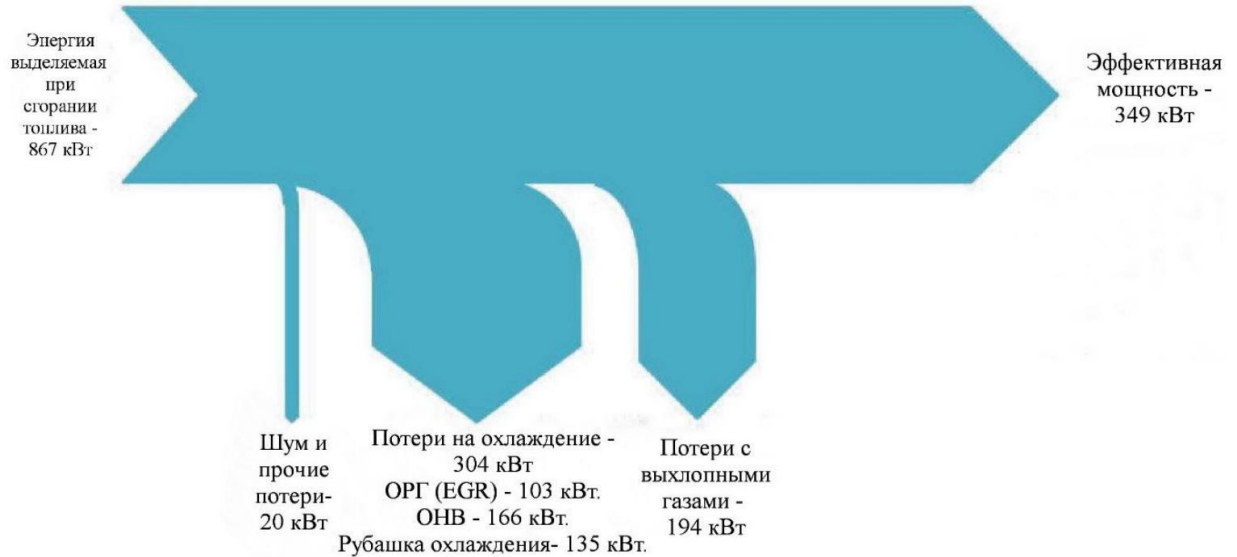 Энергия
выделяемая
при
сгорании
топлива -
867 кВт
Эффективная
мощность -
349 кВт
Шум и
прочие
потери-
20 кВт
Потери на охлаждение -
304 кВт
ОРГ (EGR) - 103 кВт.
ОНВ - 166 кВт.
Рубашка охлаждения- 135 кВт.
Потери с
выхлопными
газами -
194 кВт